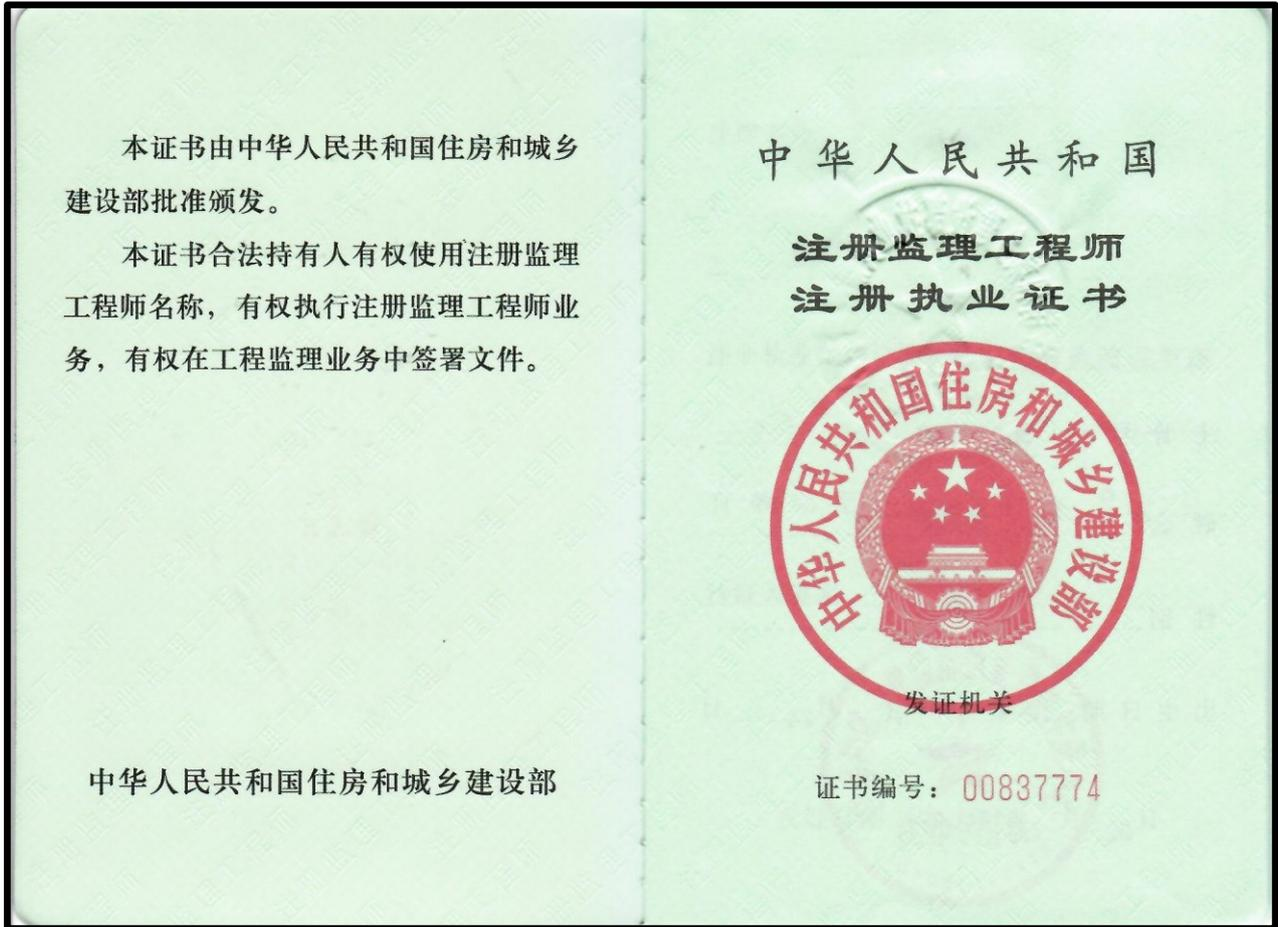 本证书由中华人民共和国住房和城乡
建设部批准颁发。
本证书合法持有人有权使用注册监理
工程师名称，有权执行注册监理工程师业
务，有权在工程监理业务中签署文件。
中华人民共和国住房和城乡建设部
中华人民共和国
注册监理工程师
注册执业证书
中华人民共和国住房和城乡建设部
发证机关
证书编号：00837774